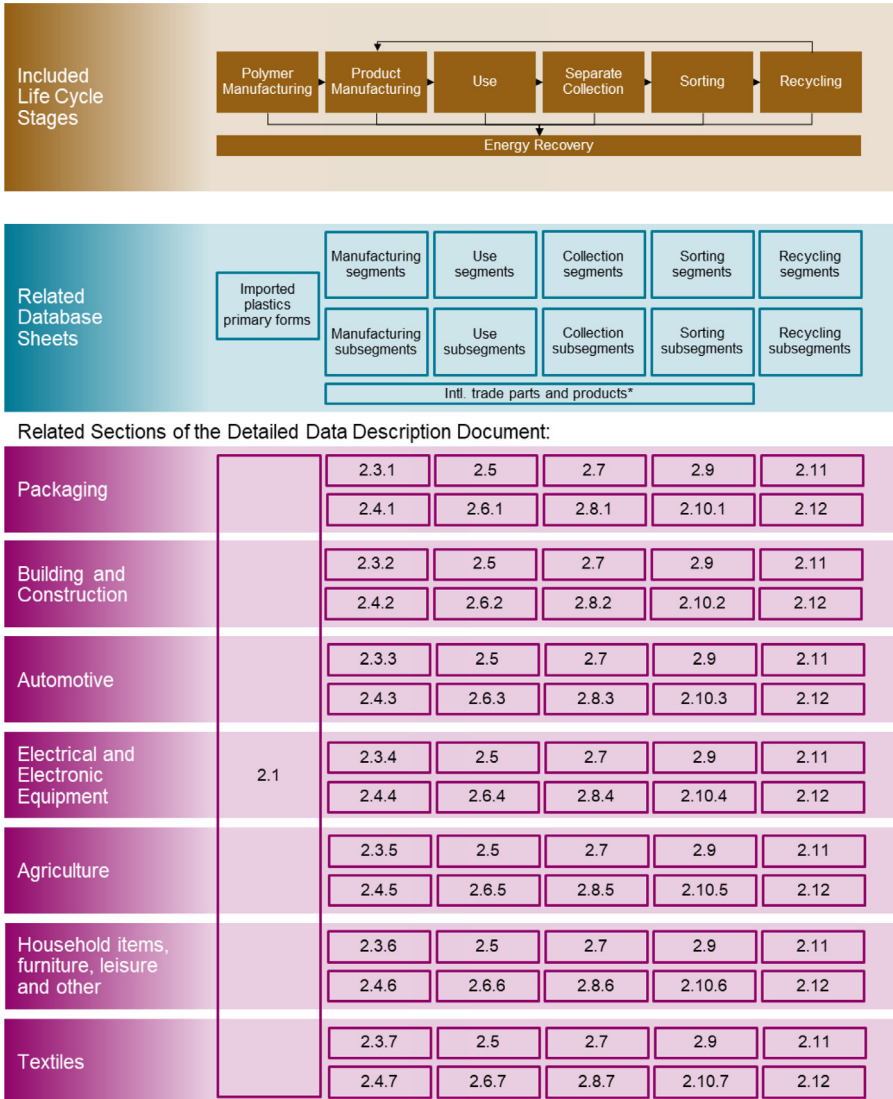 Included
Life Cycle
Stages
Polymer
Manufacturing
Product
Manufacturing
Use
Separate
Collection
Sorting
Recycling
Energy Recovery
Related
Database
Sheets
Imported
plastics
primary forms
Manufacturing
segments
Use
segments
Collection
segments
Sorting
segments
Recycling
segments
Manufacturing
subsegments
Use
subsegments
Collection
subsegments
Sorting
subsegments
Recycling
subsegments
Intl. trade parts and products*
Related Sections of the Detailed Data Description Document:
Packaging
2.3.1 2.5 2.7 2.9 2.11
2.4.1 2.6.1 2.8.1 2.10.1 2.12
Building and
Construction
2.3.2 2.5 2.7 2.9 2.11
2.4.2 2.6.2 2.8.2 2.10.2 2.12
Automotive
2.3.3 2.5 2.7 2.9 2.11
2.4.3 2.6.3 2.8.3 2.10.3 2.12
Electrical and
Electronic
Equipment
2.1
2.3.4 2.5 2.7 2.9 2.11
2.4.4 2.6.4 2.8.4 2.10.4 2.12
Agriculture
2.3.5 2.5 2.7 2.9 2.11
2.4.5 2.6.5 2.8.5 2.10.5 2.12
Household items,
furniture, leisure
and other
2.3.6 2.5 2.7 2.9 2.11
2.4.6 2.6.6 2.8.6 2.10.6 2.12
Textiles
2.3.7 2.5 2.7 2.9 2.11
2.4.7 2.6.7 2.8.7 2.10.7 2.12